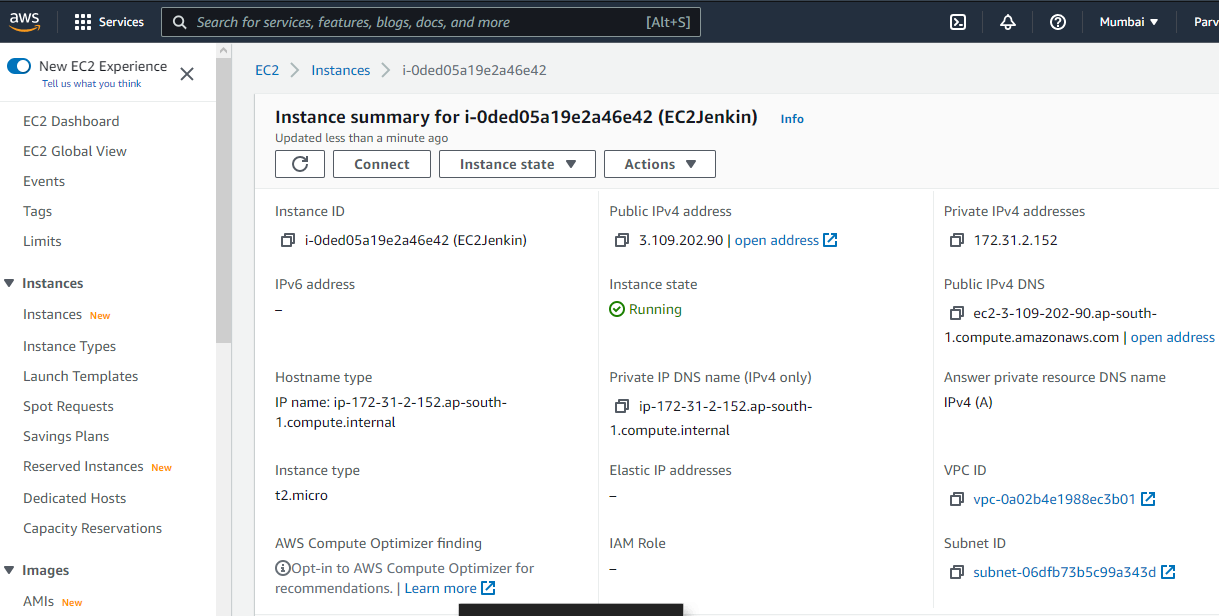 aws
Services
Search for services, features, blogs, docs, and more
[Alt+S]
Mumbai
Parv
New EC2 Experience
Tell us what you think
EC2 Dashboard
EC2 Global View
Events
Tags
Limits
Instances
Instances New
Instance Types
Launch Templates
Spot Requests
Savings Plans
Reserved Instances New
Dedicated Hosts
Capacity Reservations
Images
AMIs New
EC2 > Instances > i-0ded05a19e2a46e42
Instance summary for i-0ded05a19e2a46e42 (EC2Jenkin) Info
Updated less than a minute ago
Connect
Instance state
Actions
Instance ID
i-0ded05a19e2a46e42 (EC2Jenkin)
Public IPv4 address
3.109.202.90 | open address
Private IPv4 addresses
172.31.2.152
IPv6 address
–
Instance state
Running
Public IPv4 DNS
ec2-3-109-202-90.ap-south-
1.compute.amazonaws.com | open address
Hostname type
IP name: ip-172-31-2-152.ap-south-
1.compute.internal
Private IP DNS name (IPv4 only)
ip-172-31-2-152.ap-south-
1.compute.internal
Answer private resource DNS name
IPv4 (A)
Instance type
t2.micro
Elastic IP addresses
–
VPC ID
vpc-0a02b4e1988ec3b01
AWS Compute Optimizer finding
Opt-in to AWS Compute Optimizer for
recommendations. | Learn more
IAM Role
–
Subnet ID
subnet-06dfb73b5c99a343d